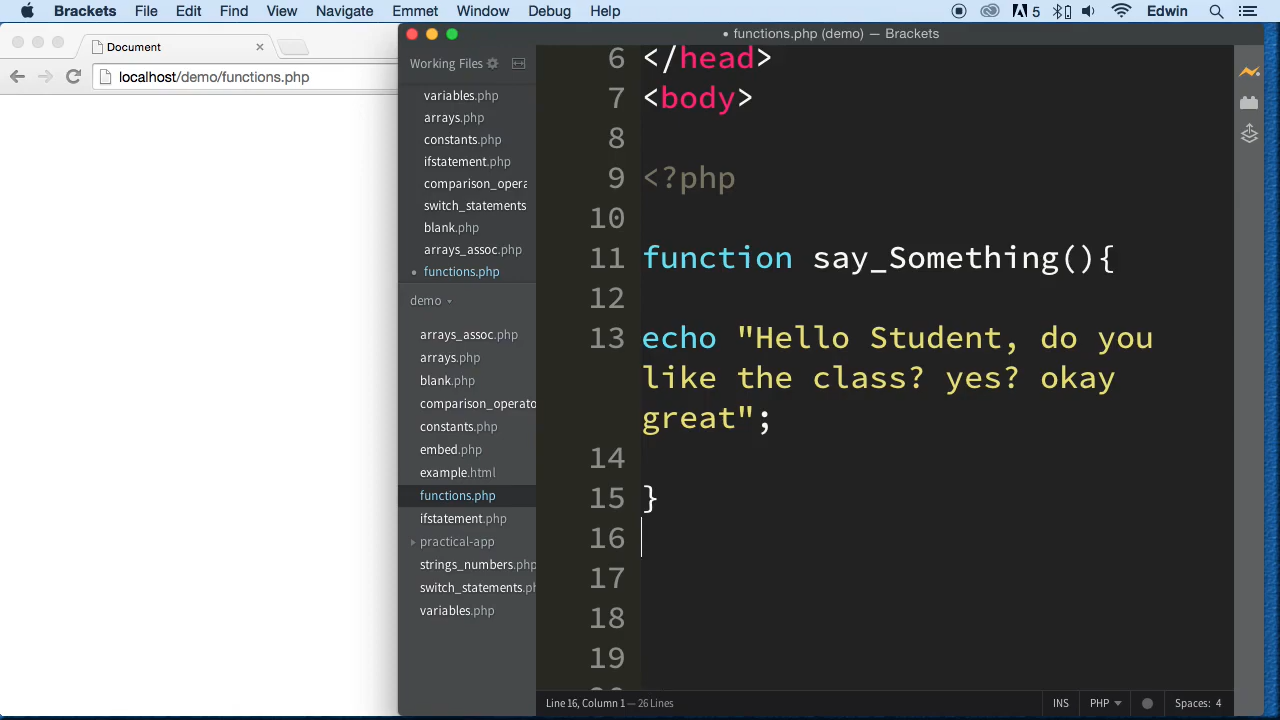 Brackets File Edit Find View Navigate Emmet Window Debug Help 5 Edwin
Document
localhost/demo/functions.php
• functions.php (demo) — Brackets
Working Files
variables.php
arrays.php
constants.php
ifstatement.php
comparison_opera
switch_statements
blank.php
arrays_assoc.php
functions.php
demo
arrays_assoc.php
arrays.php
blank.php
comparison_operato
constants.php
embed.php
example.html
functions.php
ifstatement.php
practical-app
strings_numbers.php
switch_statements.ph
variables.php
6 </head>
7 <body>
8
9 <?php
10
11 function say_Something(){
12
13 echo "Hello Student, do you
like the class? yes? okay
great";
14
15 }
16
17
18
19
Line 16, Column 1 — 26 Lines
INS PHP Spaces: 4